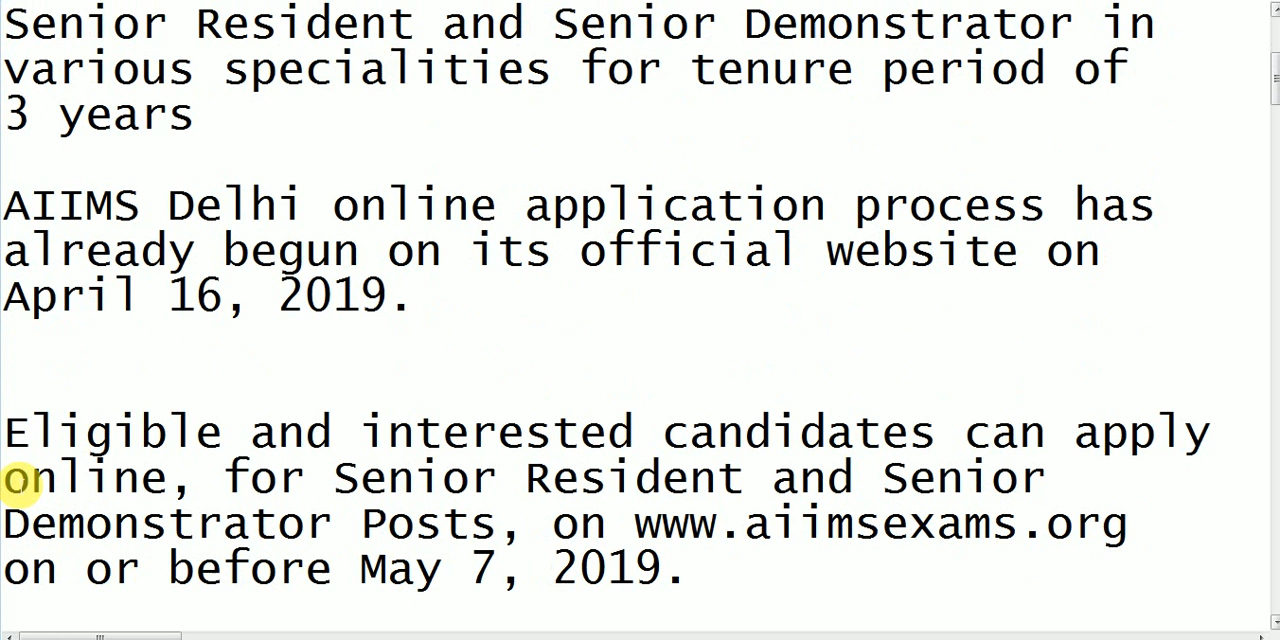 Senior Resident and Senior Demonstrator in
various specialities for tenure period of
3 years
AIIMS Delhi online application process has
already begun on its official website on
April 16, 2019.
Eligible and interested candidates can apply
online, for Senior Resident and Senior
Demonstrator Posts, on www.aiimsexams.org
on or before May 7, 2019.